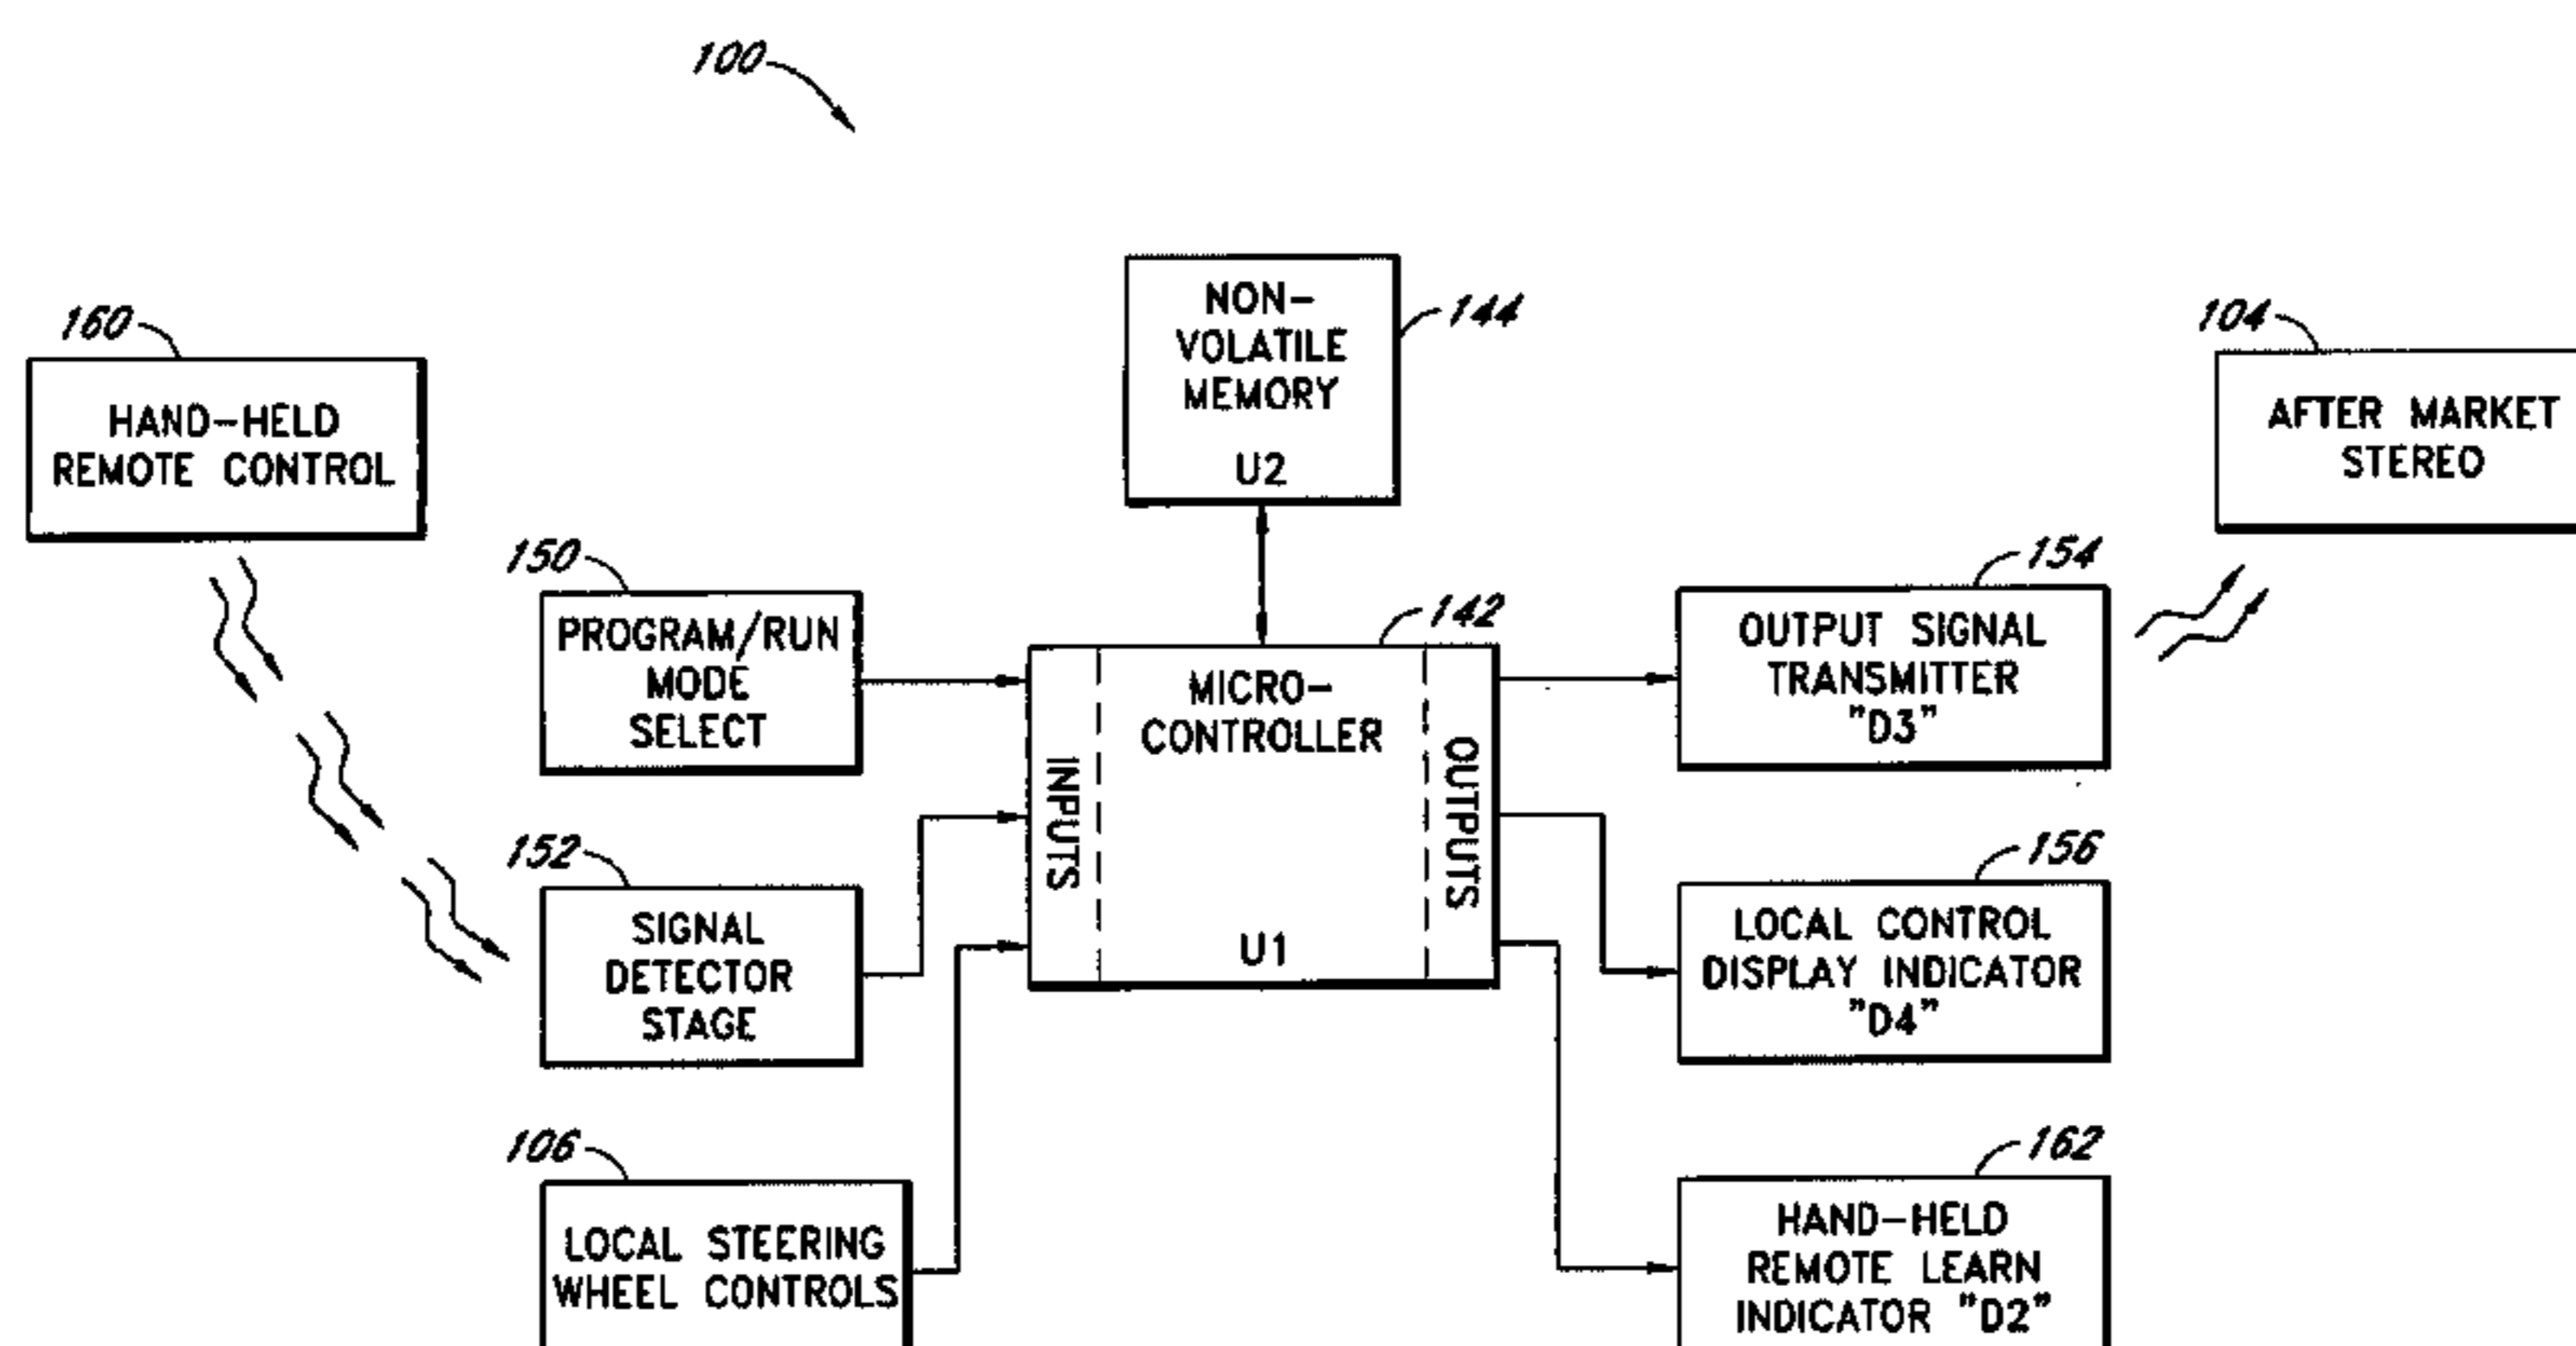 100
160
HAND-HELD
REMOTE CONTROL
NON-
VOLATILE
MEMORY
U2
144
104
AFTER MARKET
STEREO
150
PROGRAM/RUN
MODE
SELECT
142
INPUTS
MICRO-
CONTROLLER
U1
OUTPUTS
154
OUTPUT SIGNAL
TRANSMITTER
"D3"
152
SIGNAL
DETECTOR
STAGE
156
LOCAL CONTROL
DISPLAY INDICATOR
"D4"
106
LOCAL STEERING
WHEEL CONTROLS
162
HAND-HELD
REMOTE LEARN
INDICATOR "D2"